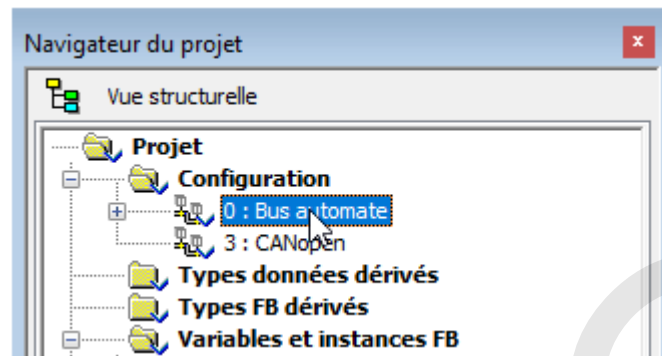 Navigateur du projet
x
Vue structurelle
Projet
Configuration
0 : Bus automate
3 : CANopen
Types données dérivés
Types FB dérivés
Variables et instances FB